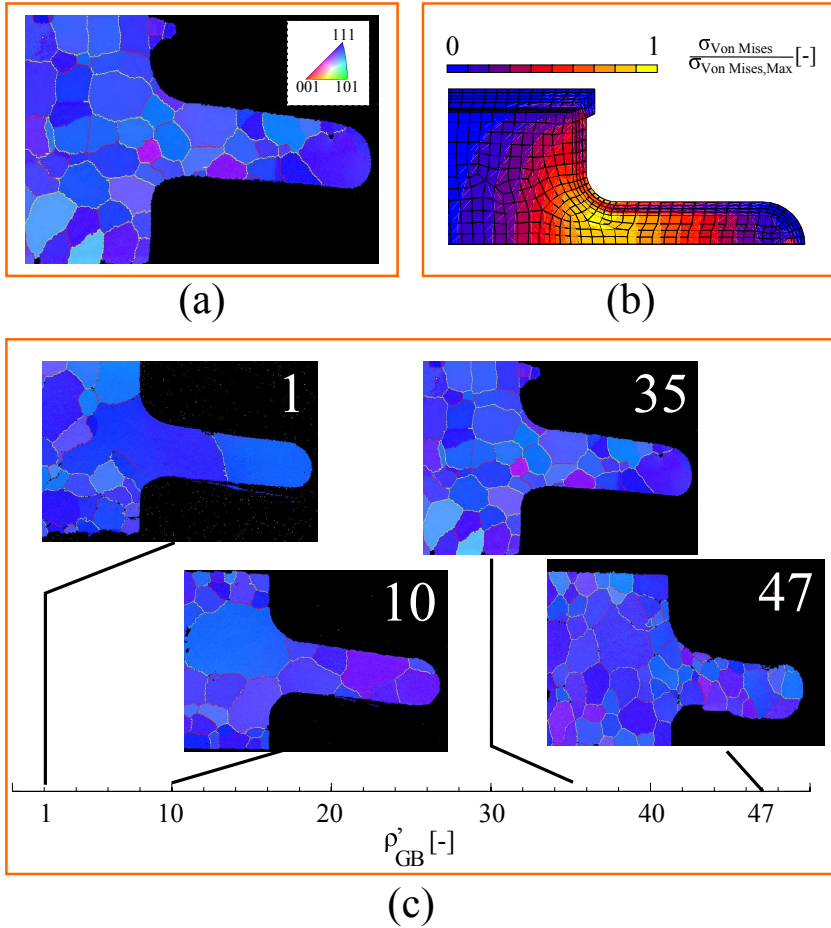 111
001 101
(a)
0 1 σVon Mises
σVon Mises,Max [-]
(b)
1
35
10
47
1 10 20 30 40 47
ρ'GB [-]
(c)